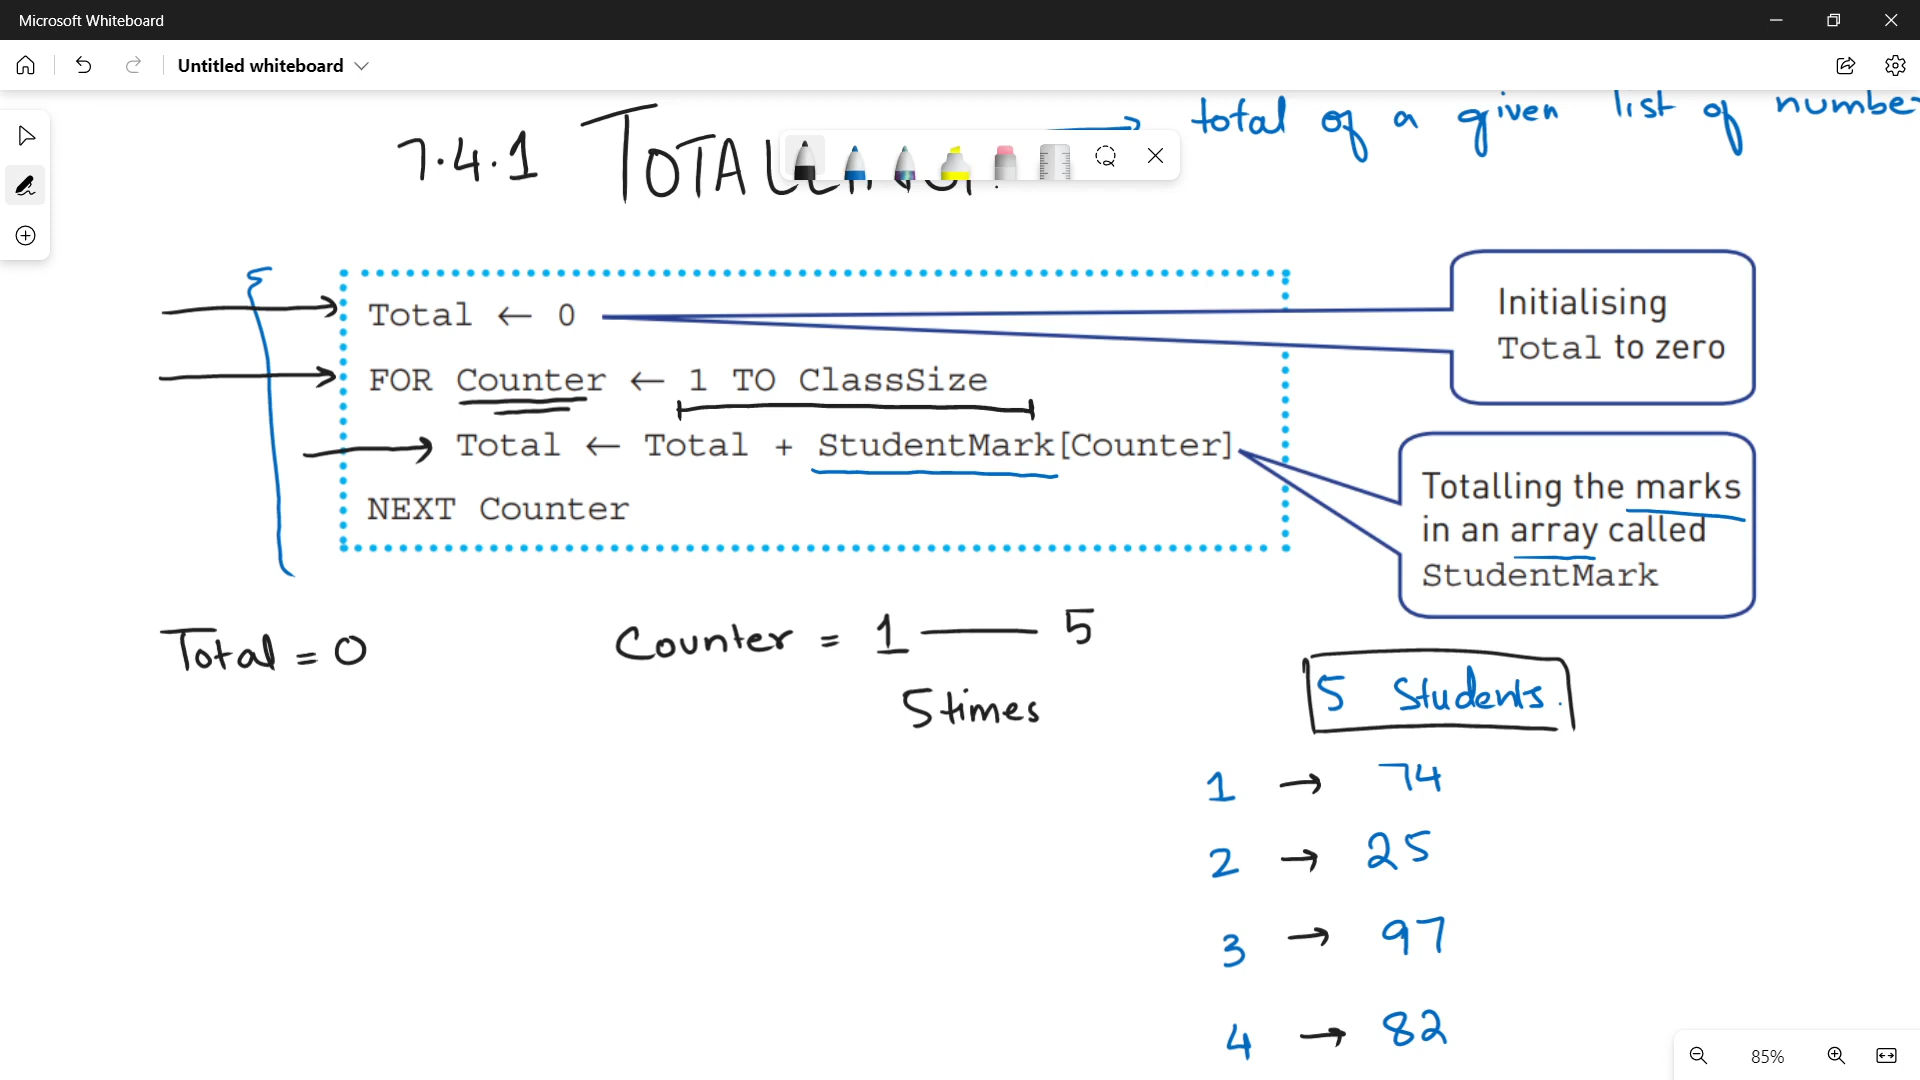 Microsoft Whiteboard
Untitled whiteboard
total of a given list of number
7.4.1 TOTALLING.
Total ← 0
Initialising
Total to zero
FOR Counter ← 1 TO ClassSize
Total ← Total + StudentMark[Counter]
NEXT Counter
Totalling the marks
in an array called
StudentMark
Total = 0
Counter = 1 — 5
5 times
5 Students.
1 → 74
2 → 25
3 → 97
4 → 82
85%